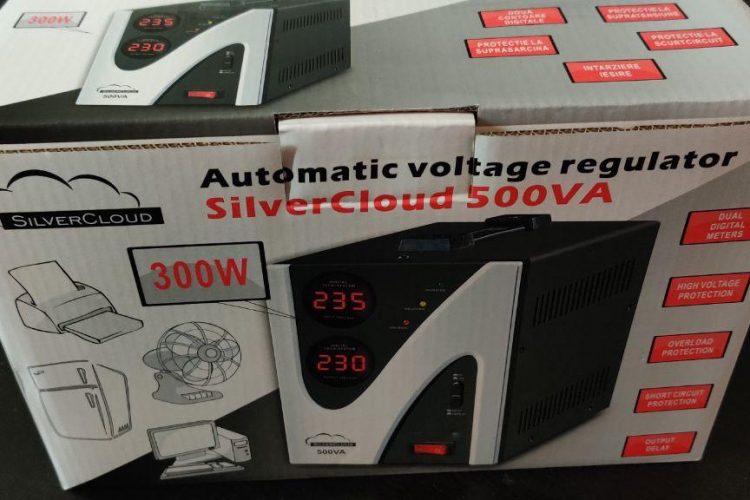 300W
235
230
SILVERCLOUD
500VA
DOUA
CONTOARE
DIGITALE
PROTECTIE LA
SUPRATENSIUNE
PROTECTIE LA
SUPRASARCINA
PROTECTIE LA
SCURTCIRCUIT
INTARZIERE
IESIRE
Automatic voltage regulator
SilverCloud 500VA
SILVERCLOUD
300W
235
230
SILVERCLOUD
500VA
DUAL
DIGITAL
METERS
HIGH VOLTAGE
PROTECTION
OVERLOAD
PROTECTION
SHORT CIRCUIT
PROTECTION
OUTPUT
DELAY